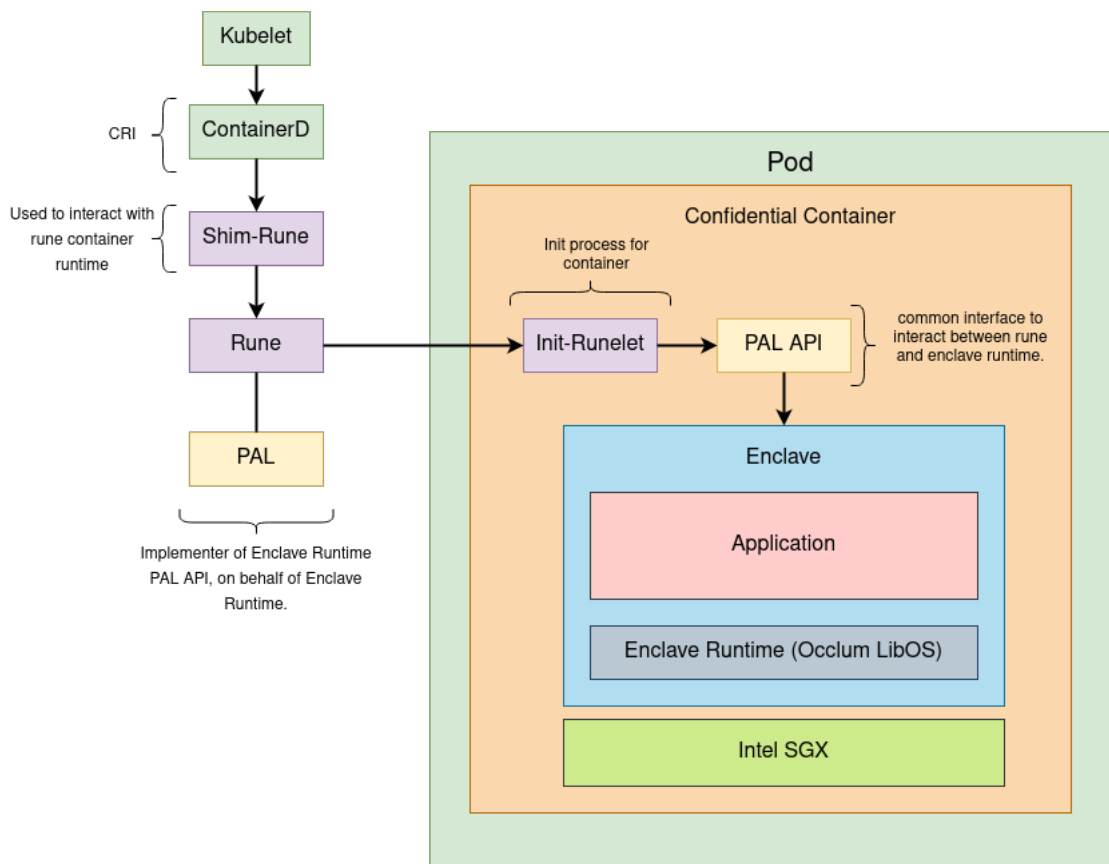 Kubelet
CRI
ContainerD
Used to interact with
rune container
runtime
Shim-Rune
Rune
PAL
Implementer of Enclave Runtime
PAL API, on behalf of Enclave
Runtime.
Pod
Confidential Container
Init process for
container
Init-Runelet
PAL API
common interface to
interact between rune
and enclave runtime.
Enclave
Application
Enclave Runtime (Occlum LibOS)
Intel SGX